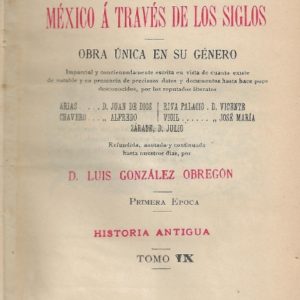 MÉXICO Á TRAVÉS DE LOS SIGLOS
OBRA ÚNICA EN SU GÉNERO
Imparcial y concienzudamente escrita en vista de cuanto existe
de notable y en presencia de preciosos datos y documentos hasta hace poco
desconocidos, por los reputados literatos
ARIAS . . . . D. JUAN DE DIOS | RIVA PALACIO . D. VICENTE
CHAVERO . . » ALFREDO | VIGIL . . . . . » JOSÉ MARÍA
ZÁRATE, D. JULIO
Refundida, anotada y continuada
hasta nuestros días, por
D. LUIS GONZÁLEZ OBREGÓN
PRIMERA EPOCA
HISTORIA ANTIGUA
TOMO IX